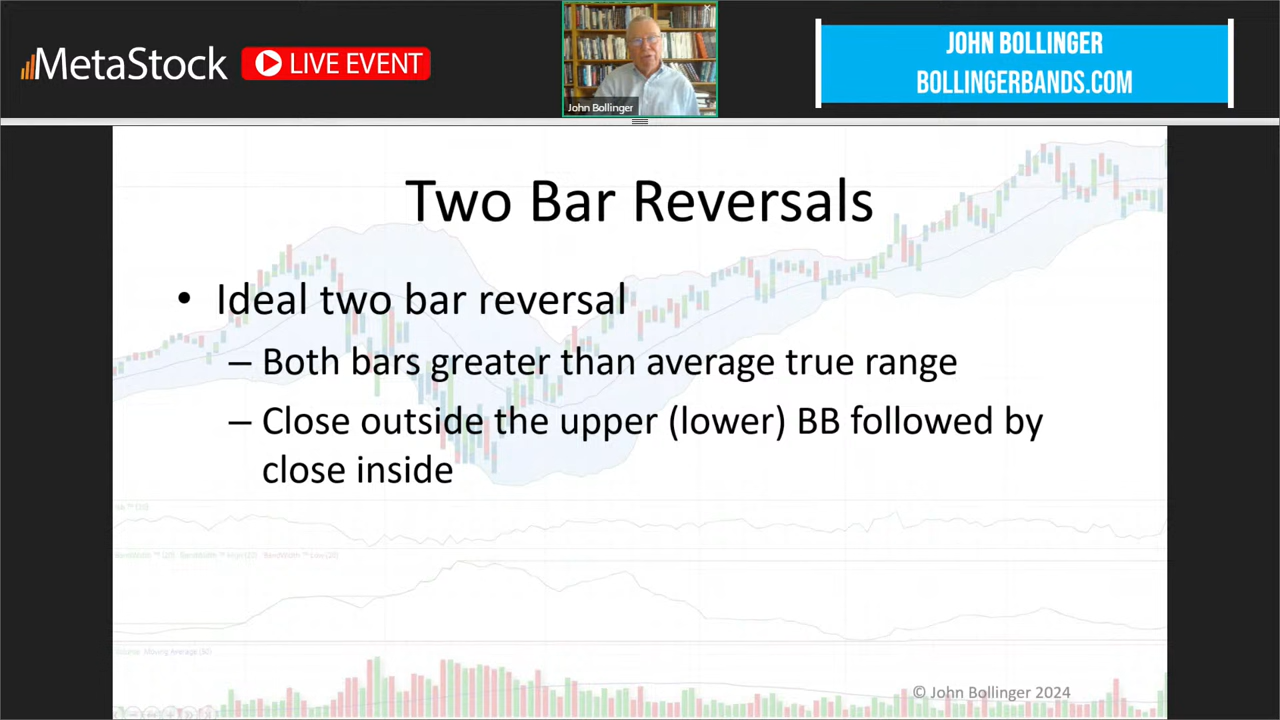 MetaStock LIVE EVENT
John Bollinger
JOHN BOLLINGER
BOLLINGERBANDS.COM
Two Bar Reversals
• Ideal two bar reversal
– Both bars greater than average true range
– Close outside the upper (lower) BB followed by
close inside
© John Bollinger 2024